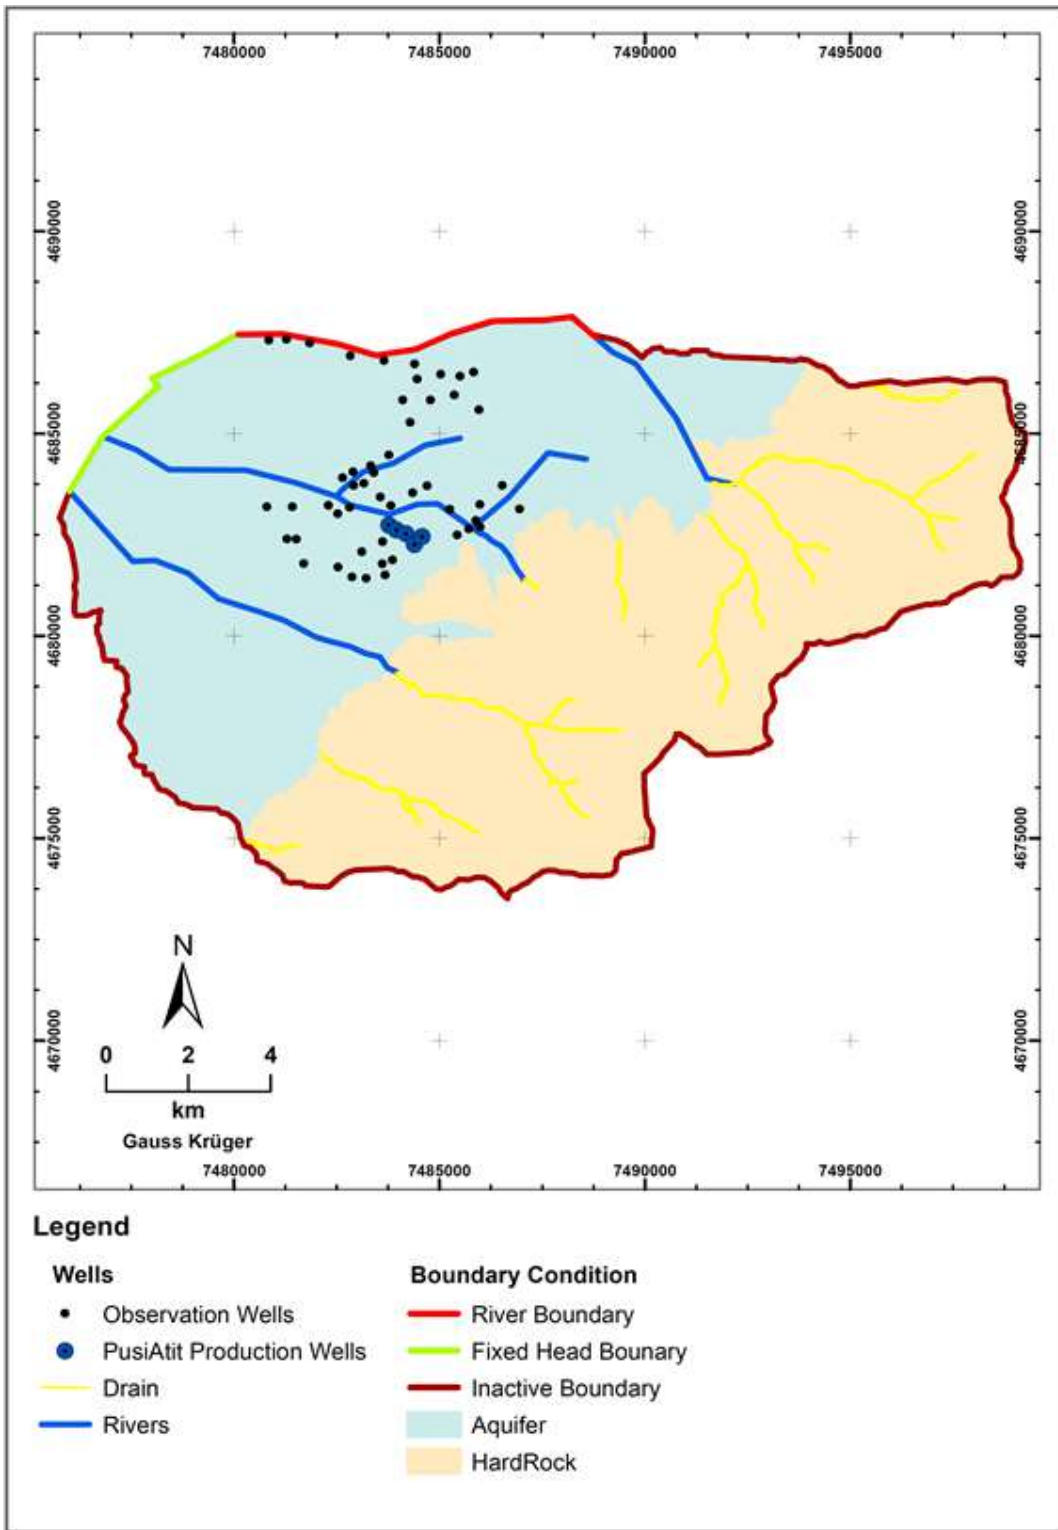 7480000 7485000 7490000 7495000
4690000 4690000
4685000 4685000
4680000 4680000
4675000 4675000
4670000 4670000
N
0 2 4
km
Gauss Krüger
7480000 7485000 7490000 7495000
Legend
Wells
Observation Wells
PusiAtit Production Wells
Drain
Rivers
Boundary Condition
River Boundary
Fixed Head Bounary
Inactive Boundary
Aquifer
HardRock